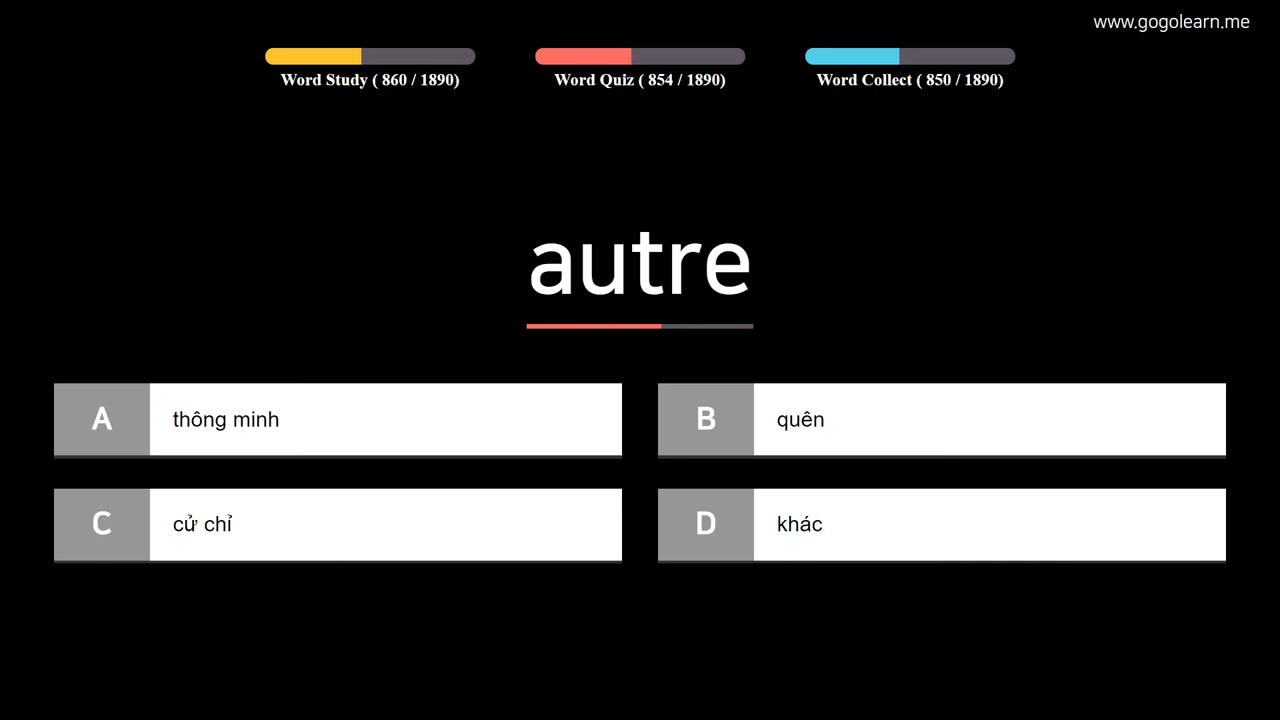 www.gogolearn.me
Word Study ( 860 / 1890)
Word Quiz ( 854 / 1890)
Word Collect ( 850 / 1890)
autre
A thông minh
B quên
C cử chỉ
D khác